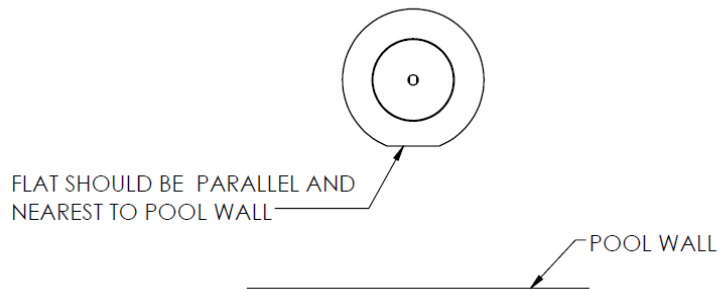 FLAT SHOULD BE PARALLEL AND
NEAREST TO POOL WALL
POOL WALL